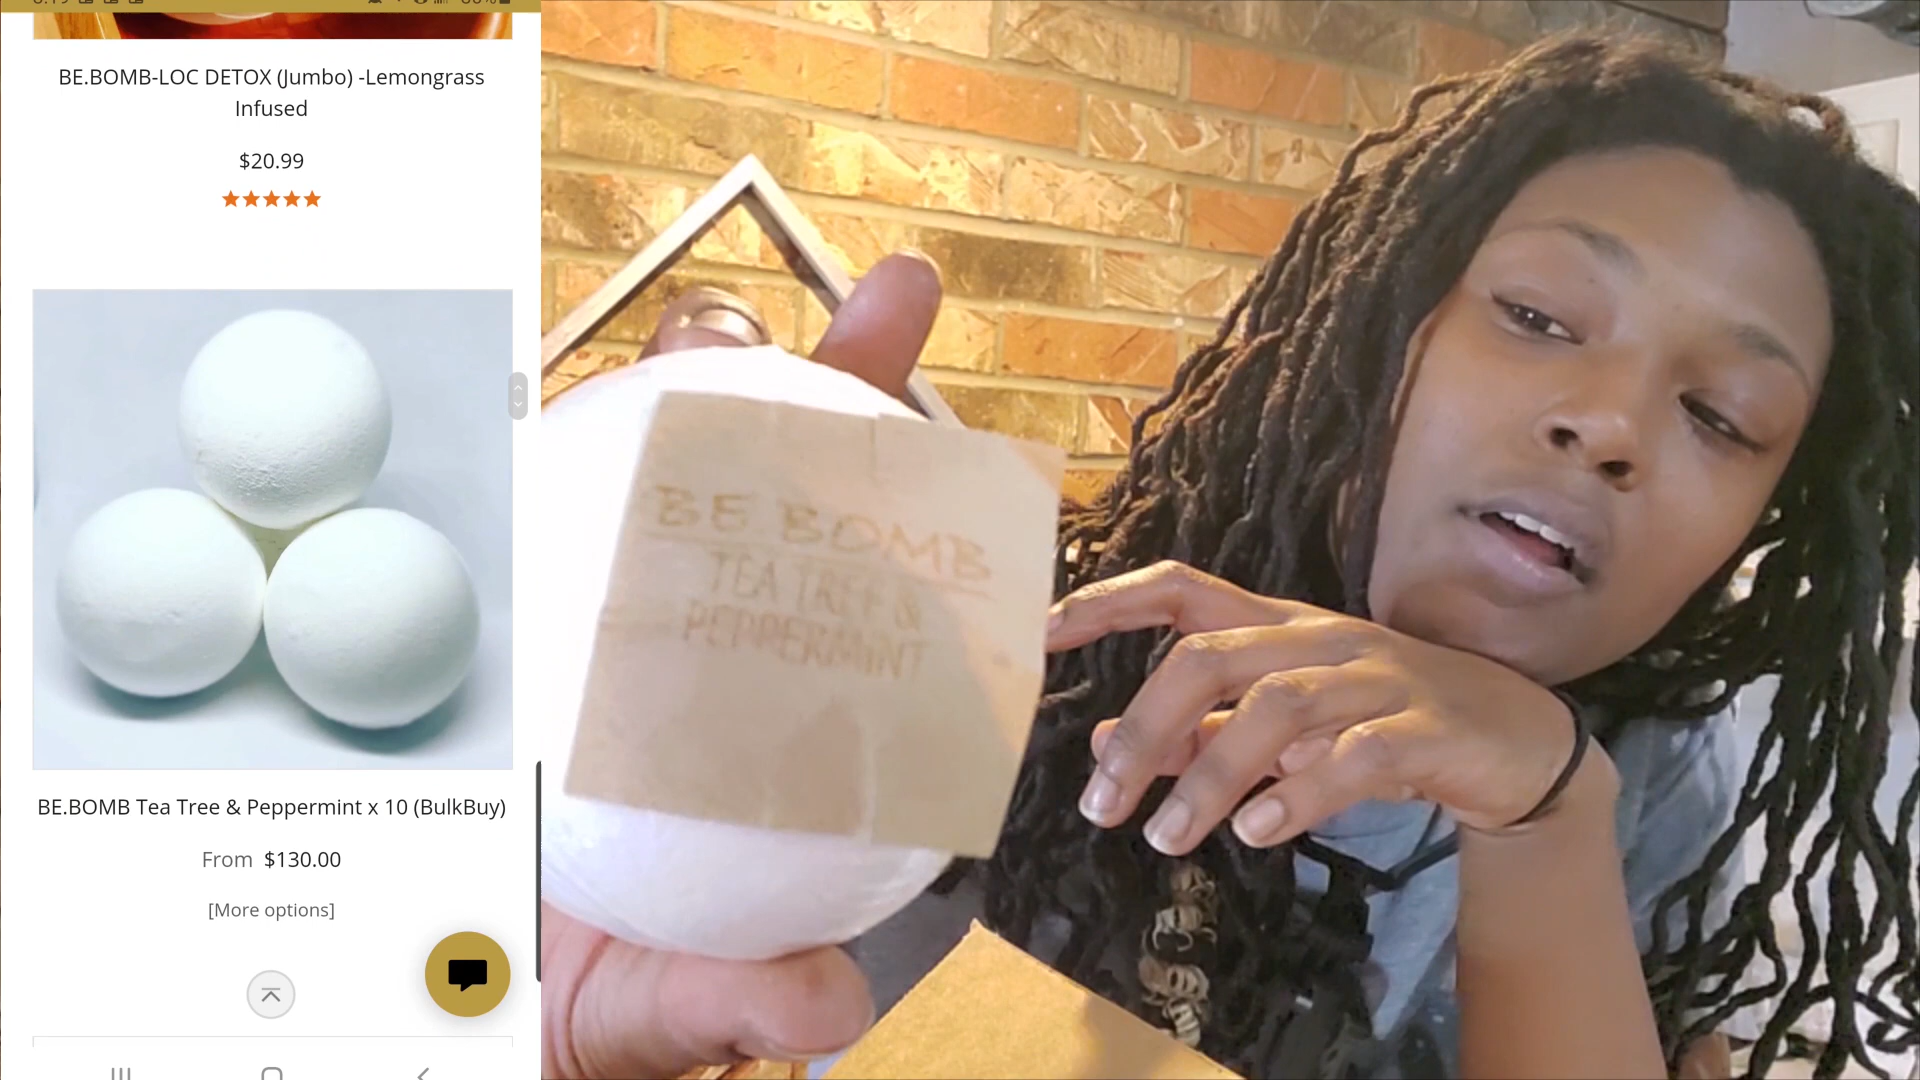 BE.BOMB-LOC DETOX (Jumbo) -Lemongrass
Infused
$20.99
BE.BOMB Tea Tree & Peppermint x 10 (BulkBuy)
From $130.00
[More options]
BE BOMB
TEA TREE &
PEPPERMINT